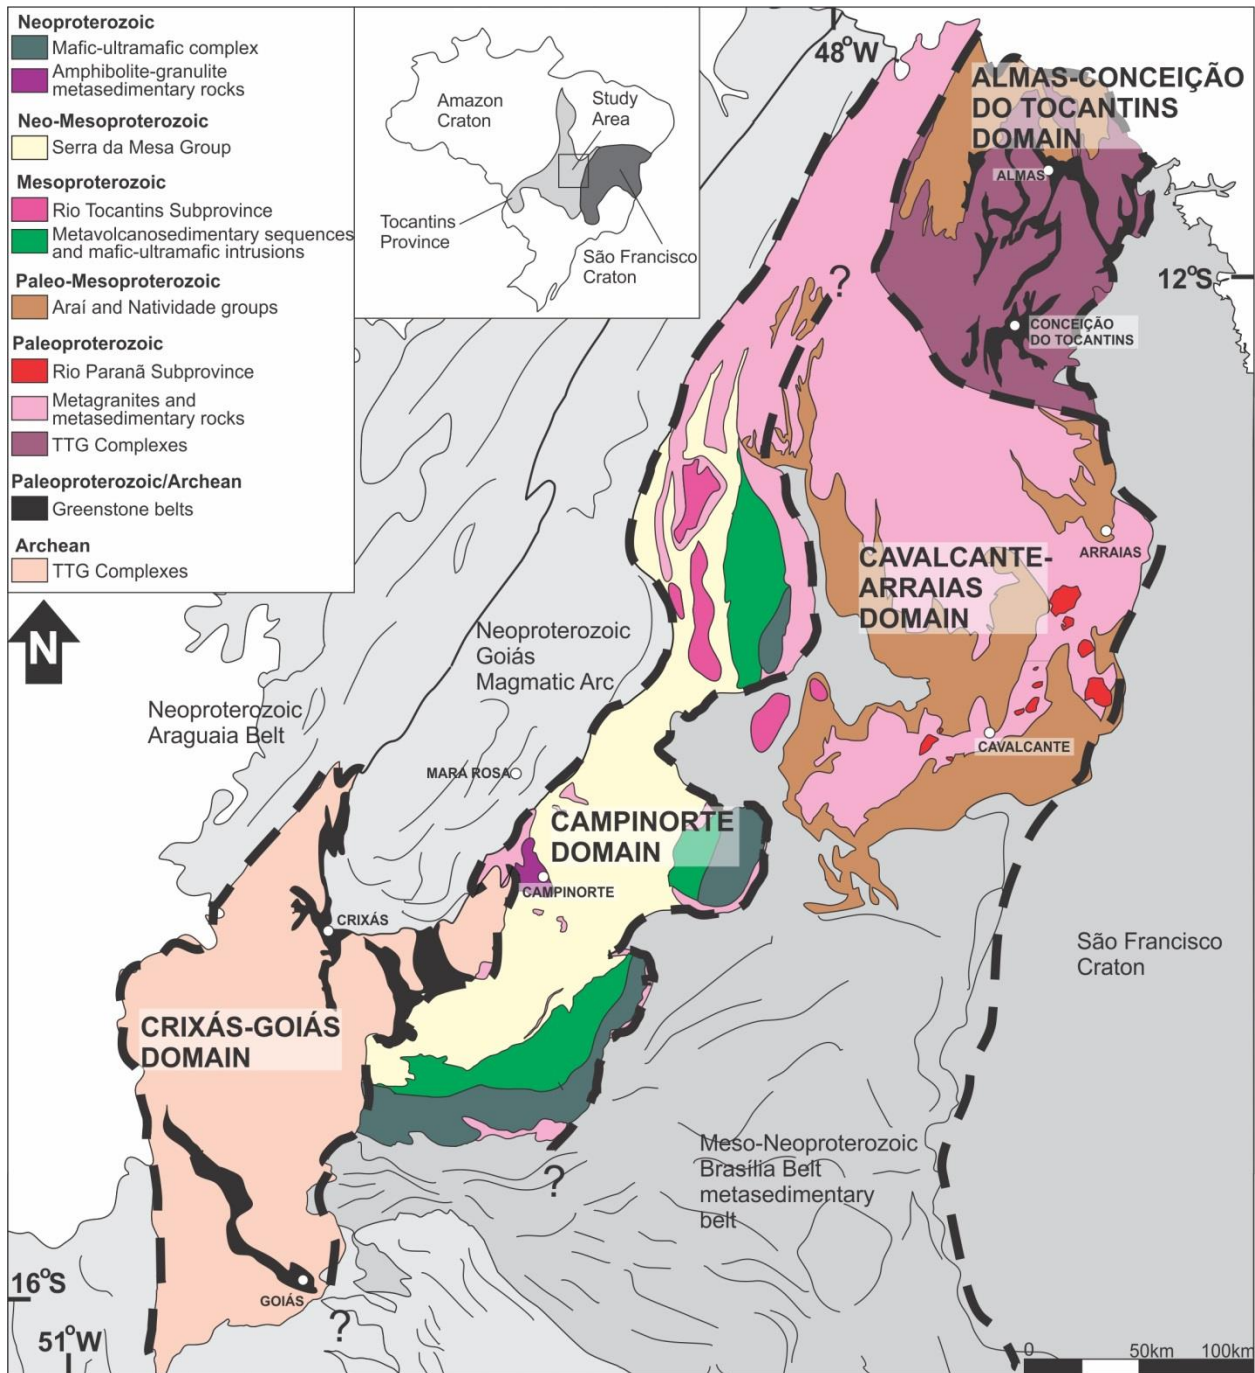 Neoproterozoic
Mafic-ultramafic complex
Amphibolite-granulite
metasedimentary rocks
Neo-Mesoproterozoic
Serra da Mesa Group
Mesoproterozoic
Rio Tocantins Subprovince
Metavolcanosedimentary sequences
and mafic-ultramafic intrusions
Paleo-Mesoproterozoic
Araí and Natividade groups
Paleoproterozoic
Rio Paranã Subprovince
Metagranites and
metasedimentary rocks
TTG Complexes
Paleoproterozoic/Archean
Greenstone belts
Archean
TTG Complexes
N
Amazon
Craton
Study
Area
Tocantins
Province
São Francisco
Craton
48°W
ALMAS-CONCEIÇÃO
DO TOCANTINS
DOMAIN
ALMAS
12°S
?
CONCEIÇÃO
DO TOCANTINS
ARRAIAS
CAVALCANTE-
ARRAIAS
DOMAIN
Neoproterozoic
Goiás
Magmatic Arc
Neoproterozoic
Araguaia Belt
CAVALCANTE
MARA ROSA
CAMPINORTE
DOMAIN
CAMPINORTE
CRIXÁS
São Francisco
Craton
CRIXÁS-GOIÁS
DOMAIN
Meso-Neoproterozoic
Brasília Belt
metasedimentary
belt
?
16°S
GOIÁS
?
51°W
0 50km 100km